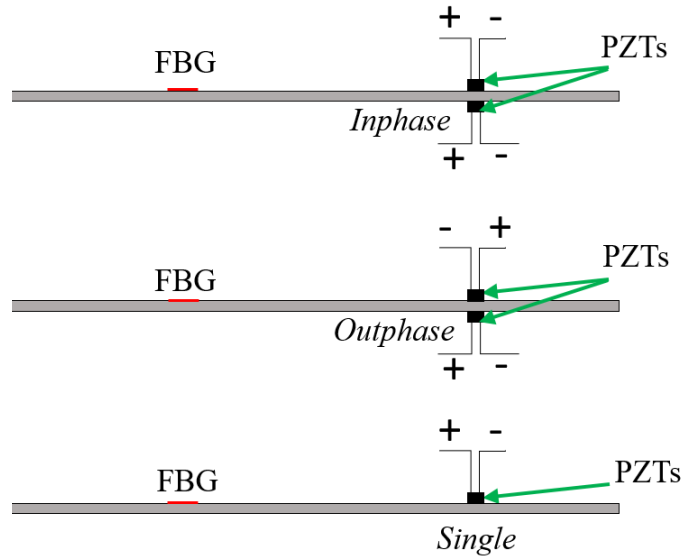 + -
PZTs
FBG
Inphase
+ -
- +
PZTs
FBG
Outphase
+ -
+ -
PZTs
FBG
Single